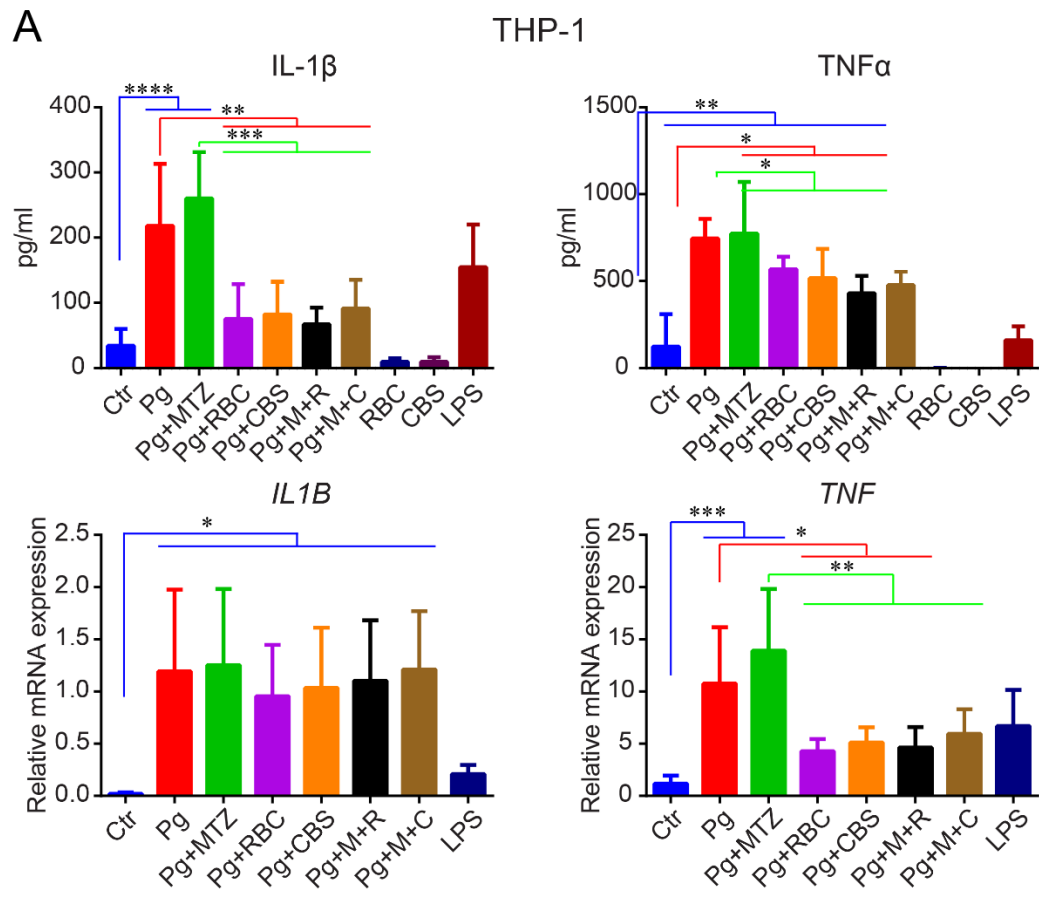 A
THP-1
IL-1β
pg/ml
400
300
200
100
0
****
**
***
Ctr
Pg
Pg+MTZ
Pg+RBC
Pg+CBS
Pg+M+R
Pg+M+C
RBC
CBS
LPS
TNFα
pg/ml
1500
1000
500
0
**
*
*
Ctr
Pg
Pg+MTZ
Pg+RBC
Pg+CBS
Pg+M+R
Pg+M+C
RBC
CBS
LPS
IL1B
Relative mRNA expression
2.5
2.0
1.5
1.0
0.5
0.0
*
Ctr
Pg
Pg+MTZ
Pg+RBC
Pg+CBS
Pg+M+R
Pg+M+C
LPS
TNF
Relative mRNA expression
25
20
15
10
5
0
***
*
**
Ctr
Pg
Pg+MTZ
Pg+RBC
Pg+CBS
Pg+M+R
Pg+M+C
LPS